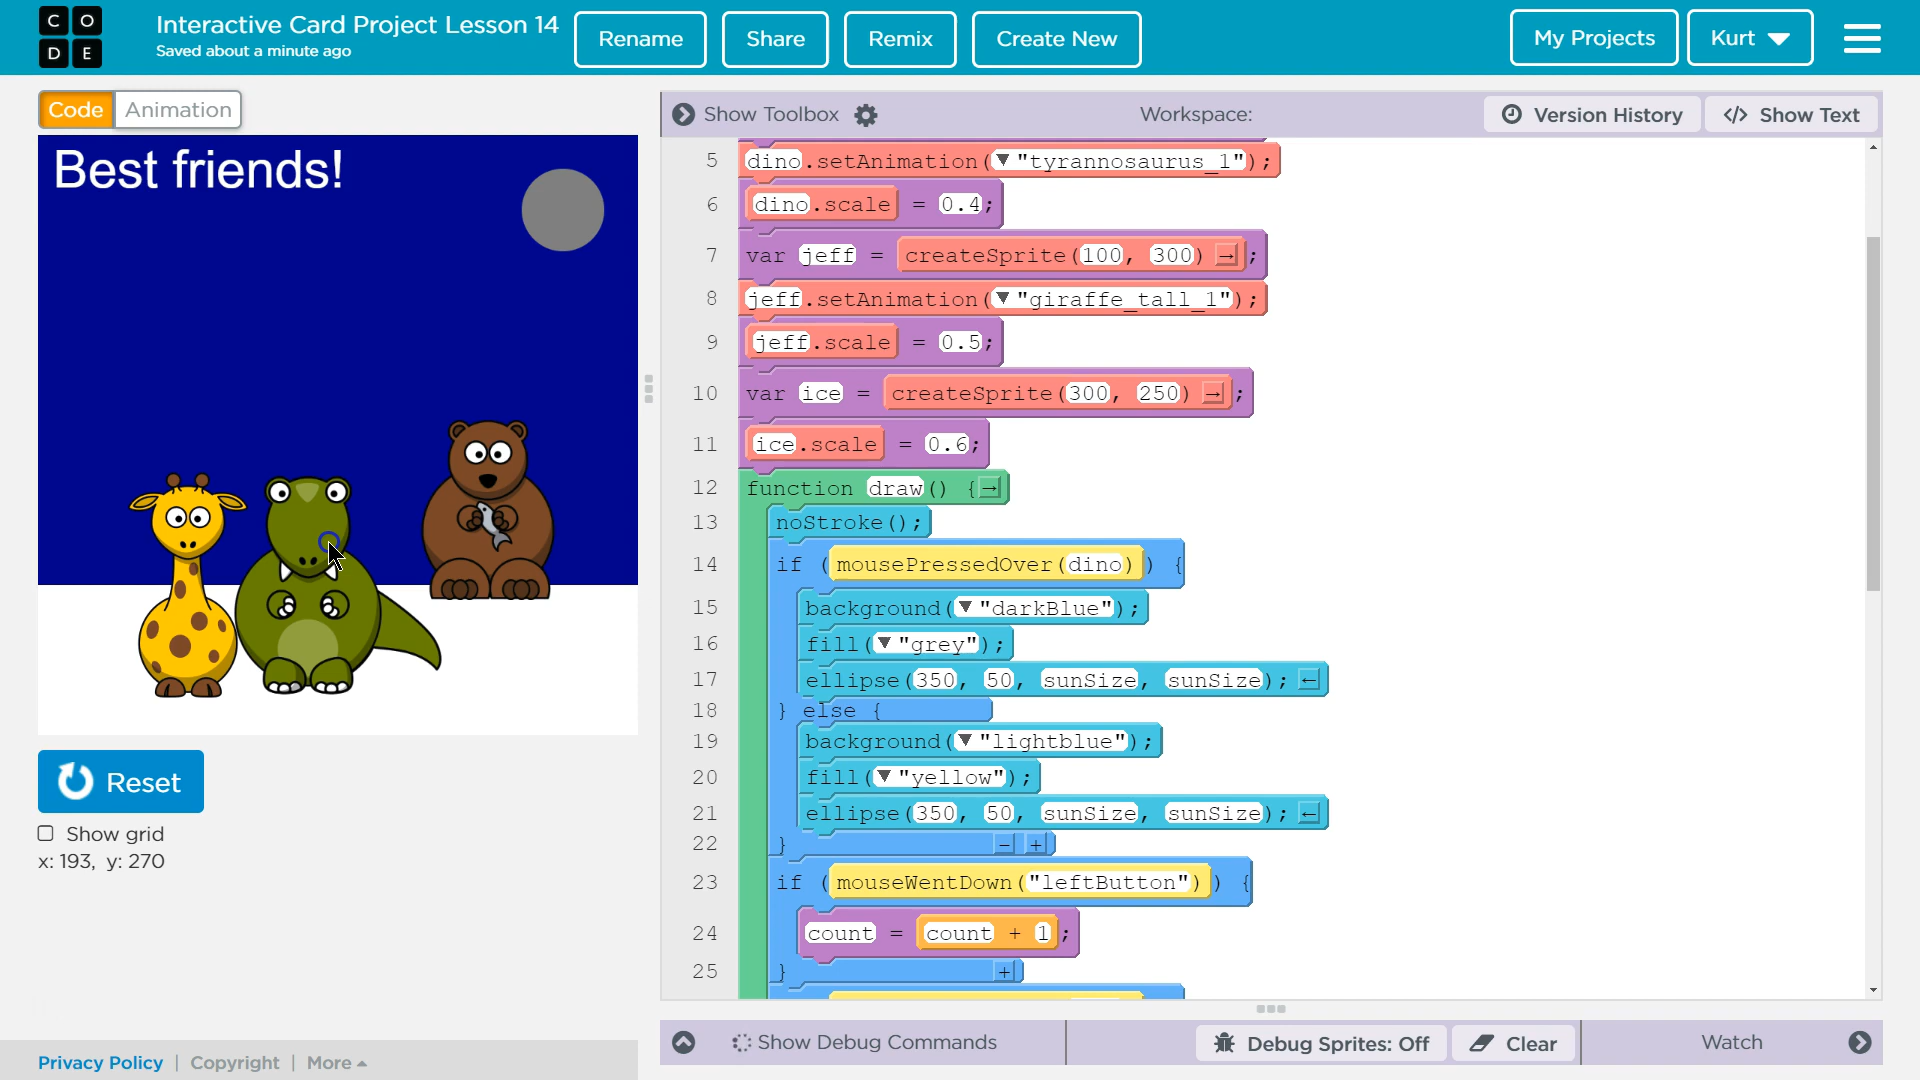 CODE
Interactive Card Project Lesson 14
Saved about a minute ago
Rename
Share
Remix
Create New
My Projects
Kurt
Code
Animation
Best friends!
Reset
Show grid
x: 193, y: 270
Privacy Policy | Copyright | More
Show Toolbox
Workspace:
Version History
</> Show Text
5 dino.setAnimation("tyrannosaurus_1");
6 dino.scale = 0.4;
7 var jeff = createSprite(100, 300);
8 jeff.setAnimation("giraffe_tall_1");
9 jeff.scale = 0.5;
10 var ice = createSprite(300, 250);
11 ice.scale = 0.6;
12 function draw() {
13 noStroke();
14 if (mousePressedOver(dino)) {
15 background("darkBlue");
16 fill("grey");
17 ellipse(350, 50, sunSize, sunSize);
18 } else {
19 background("lightblue");
20 fill("yellow");
21 ellipse(350, 50, sunSize, sunSize);
22 }
23 if (mouseWentDown("leftButton")) {
24 count = count + 1;
25 }
Show Debug Commands
Debug Sprites: Off
Clear
Watch